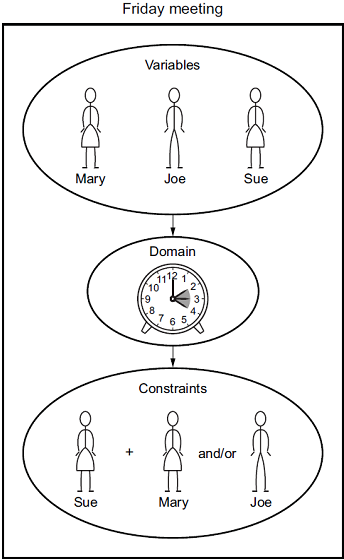 Friday meeting
Variables
Mary Joe Sue
Domain
12
11 1
10 2
9 3
8 4
7 5
6
Constraints
+ and/or
Sue Mary Joe